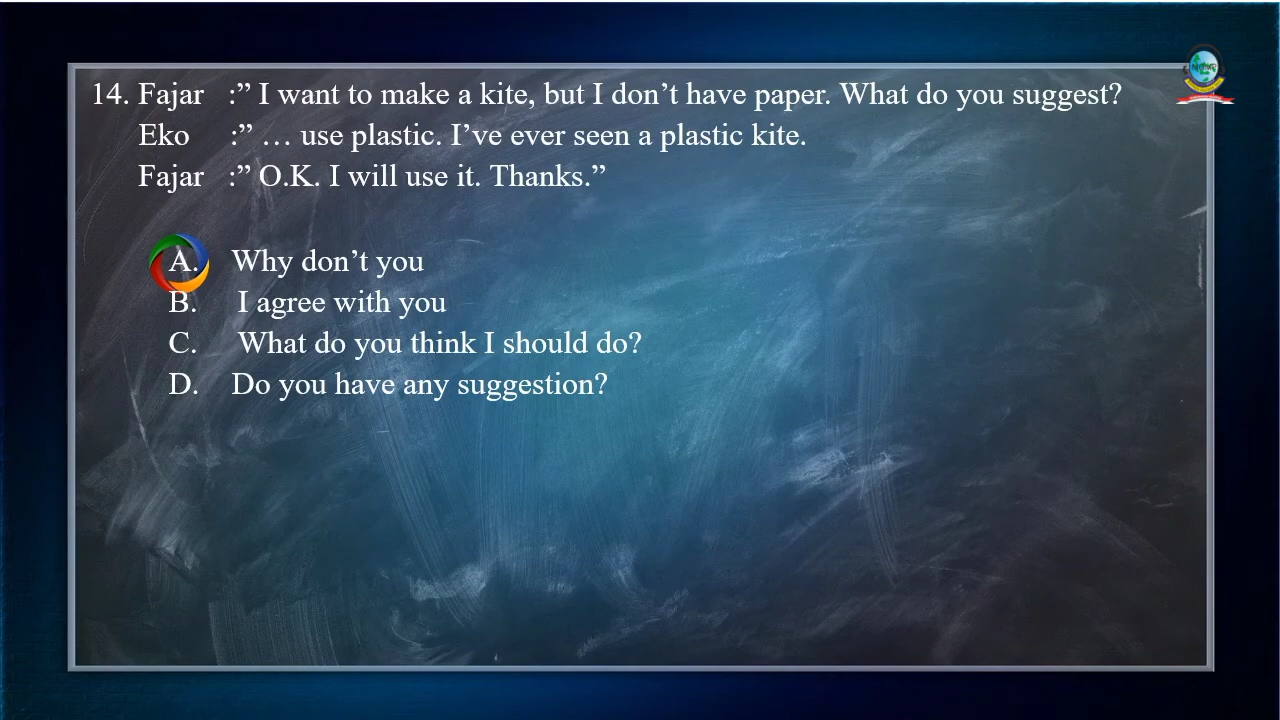 14. Fajar :” I want to make a kite, but I don’t have paper. What do you suggest?
Eko :” … use plastic. I’ve ever seen a plastic kite.
Fajar :” O.K. I will use it. Thanks.”
A. Why don’t you
B. I agree with you
C. What do you think I should do?
D. Do you have any suggestion?